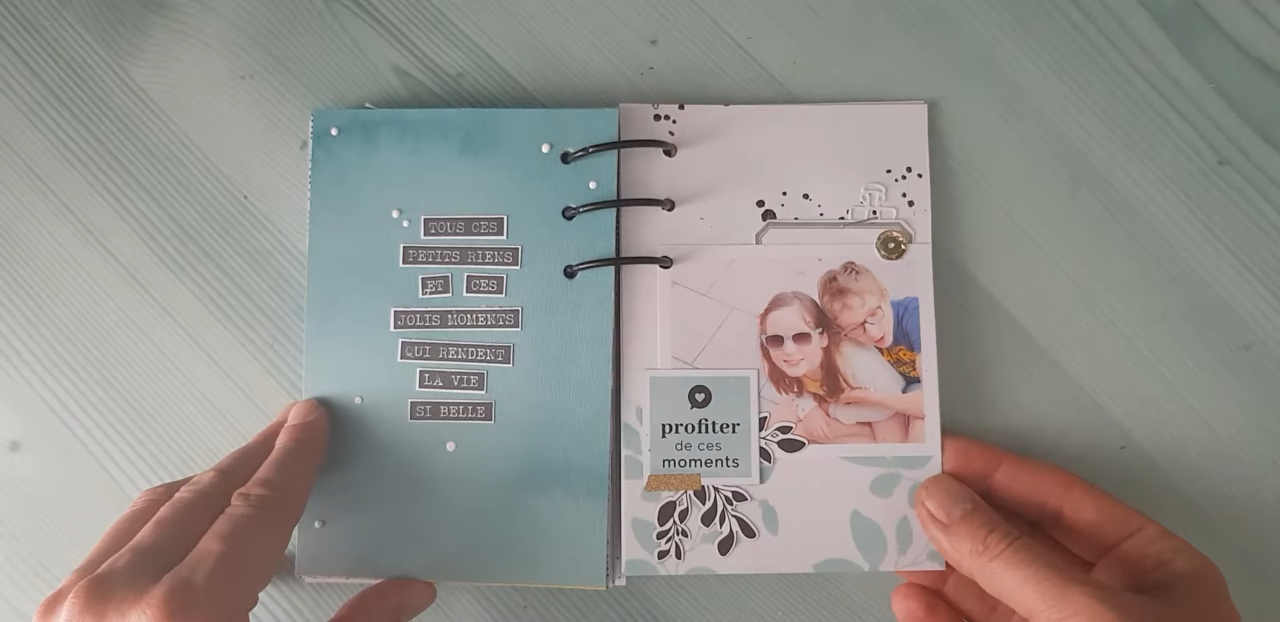 TOUS CES
PETITS RIENS
ET CES
JOLIS MOMENTS
QUI RENDENT
LA VIE
SI BELLE
profiter
de ces
moments